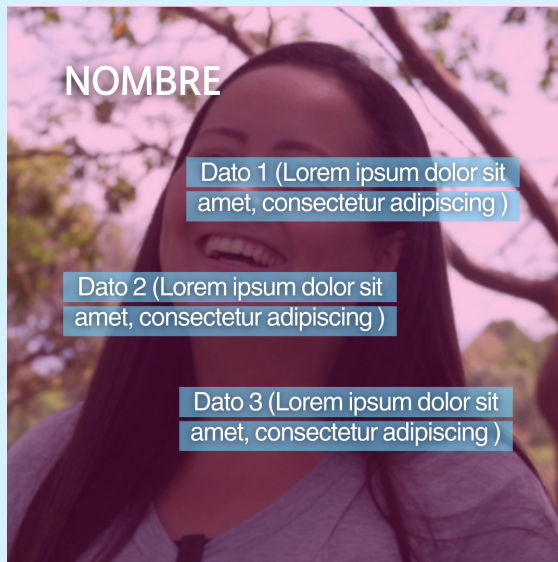 NOMBRE
Dato 1 (Lorem ipsum dolor sit
amet, consectetur adipiscing )
Dato 2 (Lorem ipsum dolor sit
amet, consectetur adipiscing )
Dato 3 (Lorem ipsum dolor sit
amet, consectetur adipiscing )